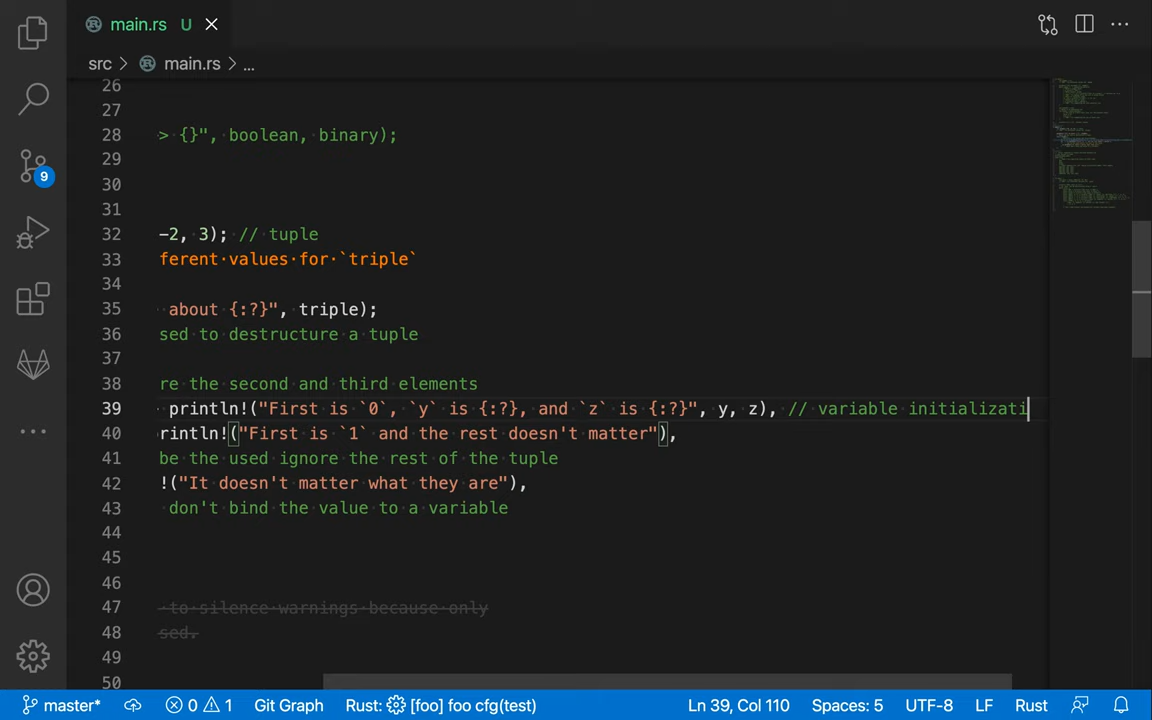 main.rs U
src > main.rs > ...
26
27
28 > {}", boolean, binary);
29
30
31
32 -2, 3); // tuple
33 ferent values for `triple`
34
35 about {:?}", triple);
36 sed to destructure a tuple
37
38 re the second and third elements
39 println!("First is `0`, `y` is {:?}, and `z` is {:?}", y, z), // variable initializati
40 rintln!("First is `1` and the rest doesn't matter"),
41 be the used ignore the rest of the tuple
42 !("It doesn't matter what they are"),
43 don't bind the value to a variable
44
45
46
47 to silence warnings because only
48 sed.
49
50
9
master* 0 1 Git Graph Rust: [foo] foo cfg(test) Ln 39, Col 110 Spaces: 5 UTF-8 LF Rust